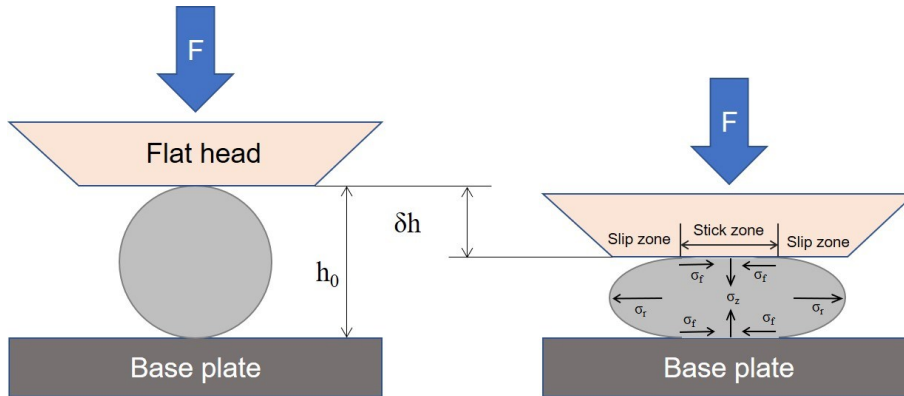 F
Flat head
h₀
δh
Base plate
F
Slip zone
Stick zone
Slip zone
σf
σf
σz
σr
σr
σf
σf
Base plate